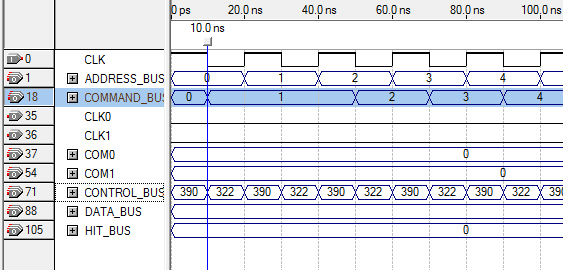 0 ps 20.0 ns 40.0 ns 60.0 ns 80.0 ns 100.0 ns
10.0 ns
0 CLK
1 ADDRESS_BUS 0 1 2 3 4
18 COMMAND_BUS 0 1 2 3 4
35 CLK0
36 CLK1
37 COM0 0
54 COM1 0
71 CONTROL_BUS 390 322 390 322 390 322 390 322 390 322 390
88 DATA_BUS
105 HIT_BUS 0